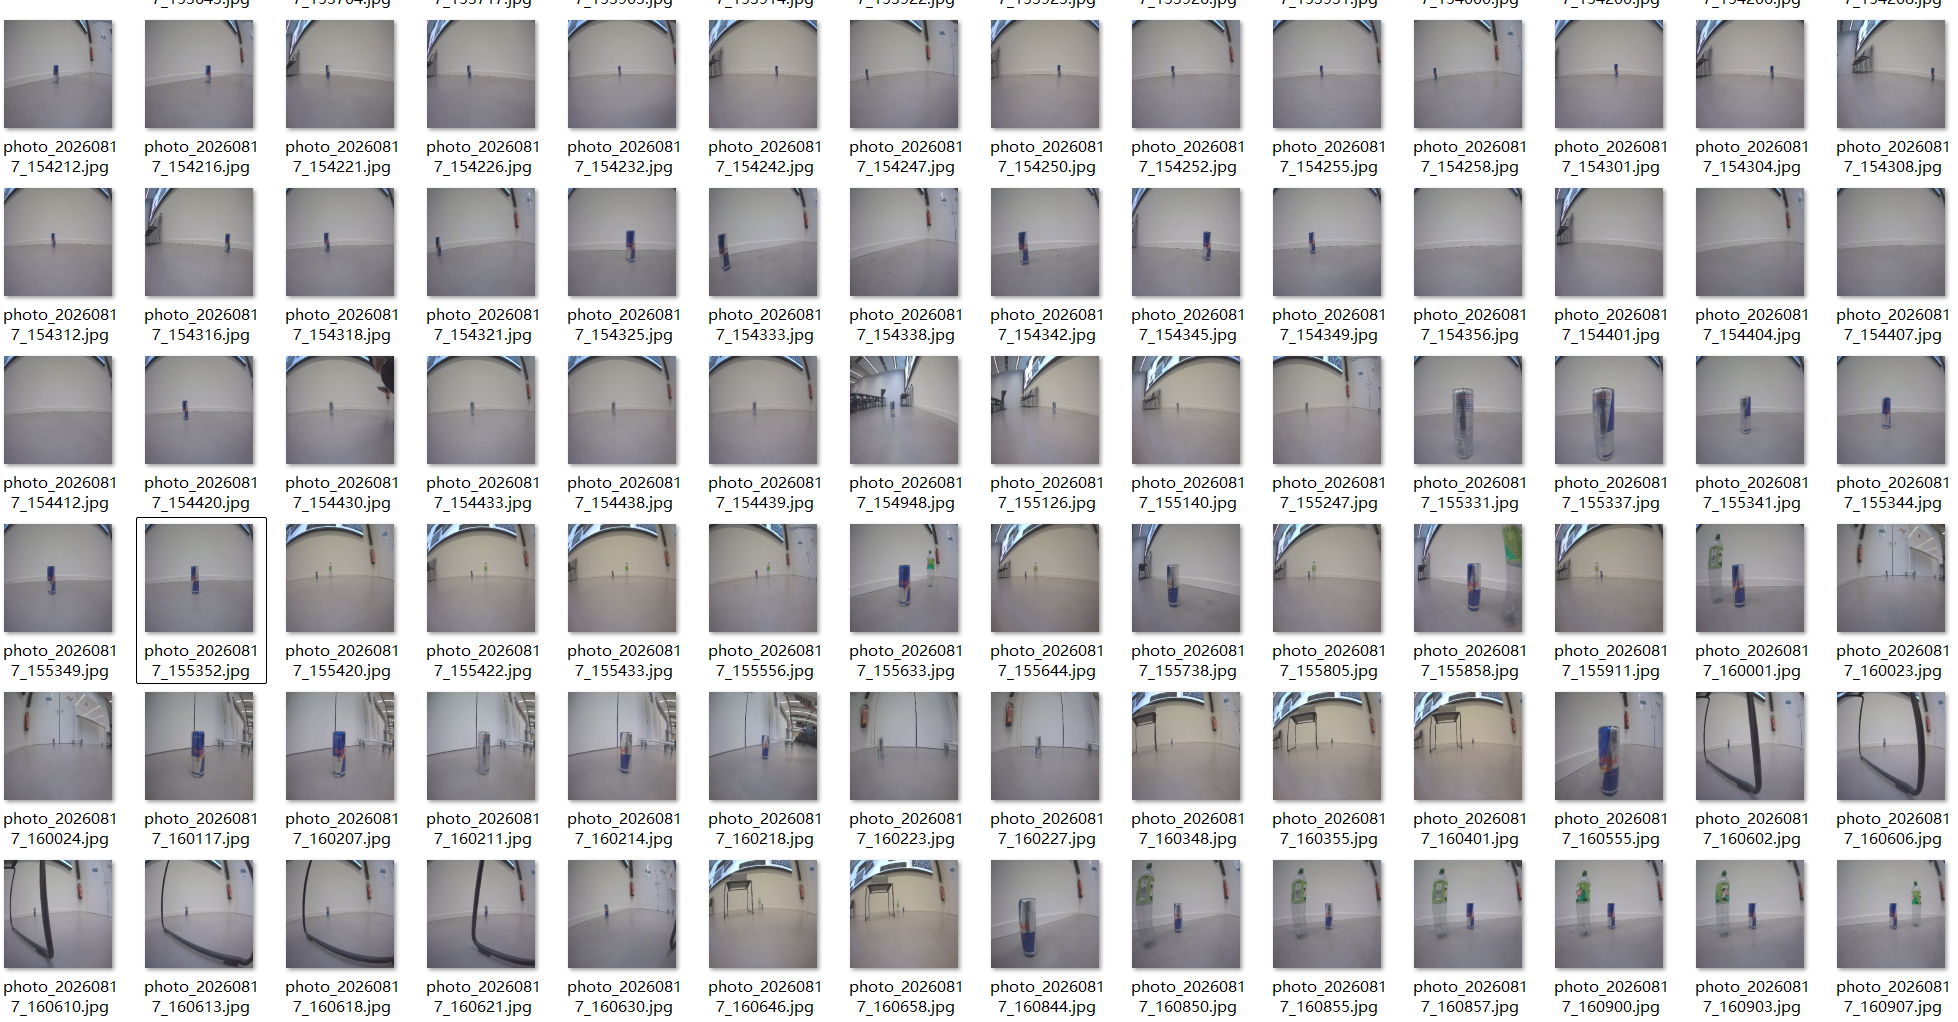 photo_2026081 photo_2026081 photo_2026081 photo_2026081 photo_2026081 photo_2026081 photo_2026081 photo_2026081 photo_2026081 photo_2026081 photo_2026081 photo_2026081 photo_2026081 photo_2026081
7_154212.jpg 7_154216.jpg 7_154221.jpg 7_154226.jpg 7_154232.jpg 7_154242.jpg 7_154247.jpg 7_154250.jpg 7_154252.jpg 7_154255.jpg 7_154258.jpg 7_154301.jpg 7_154304.jpg 7_154308.jpg
photo_2026081 photo_2026081 photo_2026081 photo_2026081 photo_2026081 photo_2026081 photo_2026081 photo_2026081 photo_2026081 photo_2026081 photo_2026081 photo_2026081 photo_2026081 photo_2026081
7_154312.jpg 7_154316.jpg 7_154318.jpg 7_154321.jpg 7_154325.jpg 7_154333.jpg 7_154338.jpg 7_154342.jpg 7_154345.jpg 7_154349.jpg 7_154356.jpg 7_154401.jpg 7_154404.jpg 7_154407.jpg
photo_2026081 photo_2026081 photo_2026081 photo_2026081 photo_2026081 photo_2026081 photo_2026081 photo_2026081 photo_2026081 photo_2026081 photo_2026081 photo_2026081 photo_2026081 photo_2026081
7_154412.jpg 7_154420.jpg 7_154430.jpg 7_154433.jpg 7_154438.jpg 7_154439.jpg 7_154948.jpg 7_155126.jpg 7_155140.jpg 7_155247.jpg 7_155331.jpg 7_155337.jpg 7_155341.jpg 7_155344.jpg
photo_2026081 photo_2026081 photo_2026081 photo_2026081 photo_2026081 photo_2026081 photo_2026081 photo_2026081 photo_2026081 photo_2026081 photo_2026081 photo_2026081 photo_2026081 photo_2026081
7_155349.jpg 7_155352.jpg 7_155420.jpg 7_155422.jpg 7_155433.jpg 7_155556.jpg 7_155633.jpg 7_155644.jpg 7_155738.jpg 7_155805.jpg 7_155858.jpg 7_155911.jpg 7_160001.jpg 7_160023.jpg
photo_2026081 photo_2026081 photo_2026081 photo_2026081 photo_2026081 photo_2026081 photo_2026081 photo_2026081 photo_2026081 photo_2026081 photo_2026081 photo_2026081 photo_2026081 photo_2026081
7_160024.jpg 7_160117.jpg 7_160207.jpg 7_160211.jpg 7_160214.jpg 7_160218.jpg 7_160223.jpg 7_160227.jpg 7_160348.jpg 7_160355.jpg 7_160401.jpg 7_160555.jpg 7_160602.jpg 7_160606.jpg
photo_2026081 photo_2026081 photo_2026081 photo_2026081 photo_2026081 photo_2026081 photo_2026081 photo_2026081 photo_2026081 photo_2026081 photo_2026081 photo_2026081 photo_2026081 photo_2026081
7_160610.jpg 7_160613.jpg 7_160618.jpg 7_160621.jpg 7_160630.jpg 7_160646.jpg 7_160658.jpg 7_160844.jpg 7_160850.jpg 7_160855.jpg 7_160857.jpg 7_160900.jpg 7_160903.jpg 7_160907.jpg